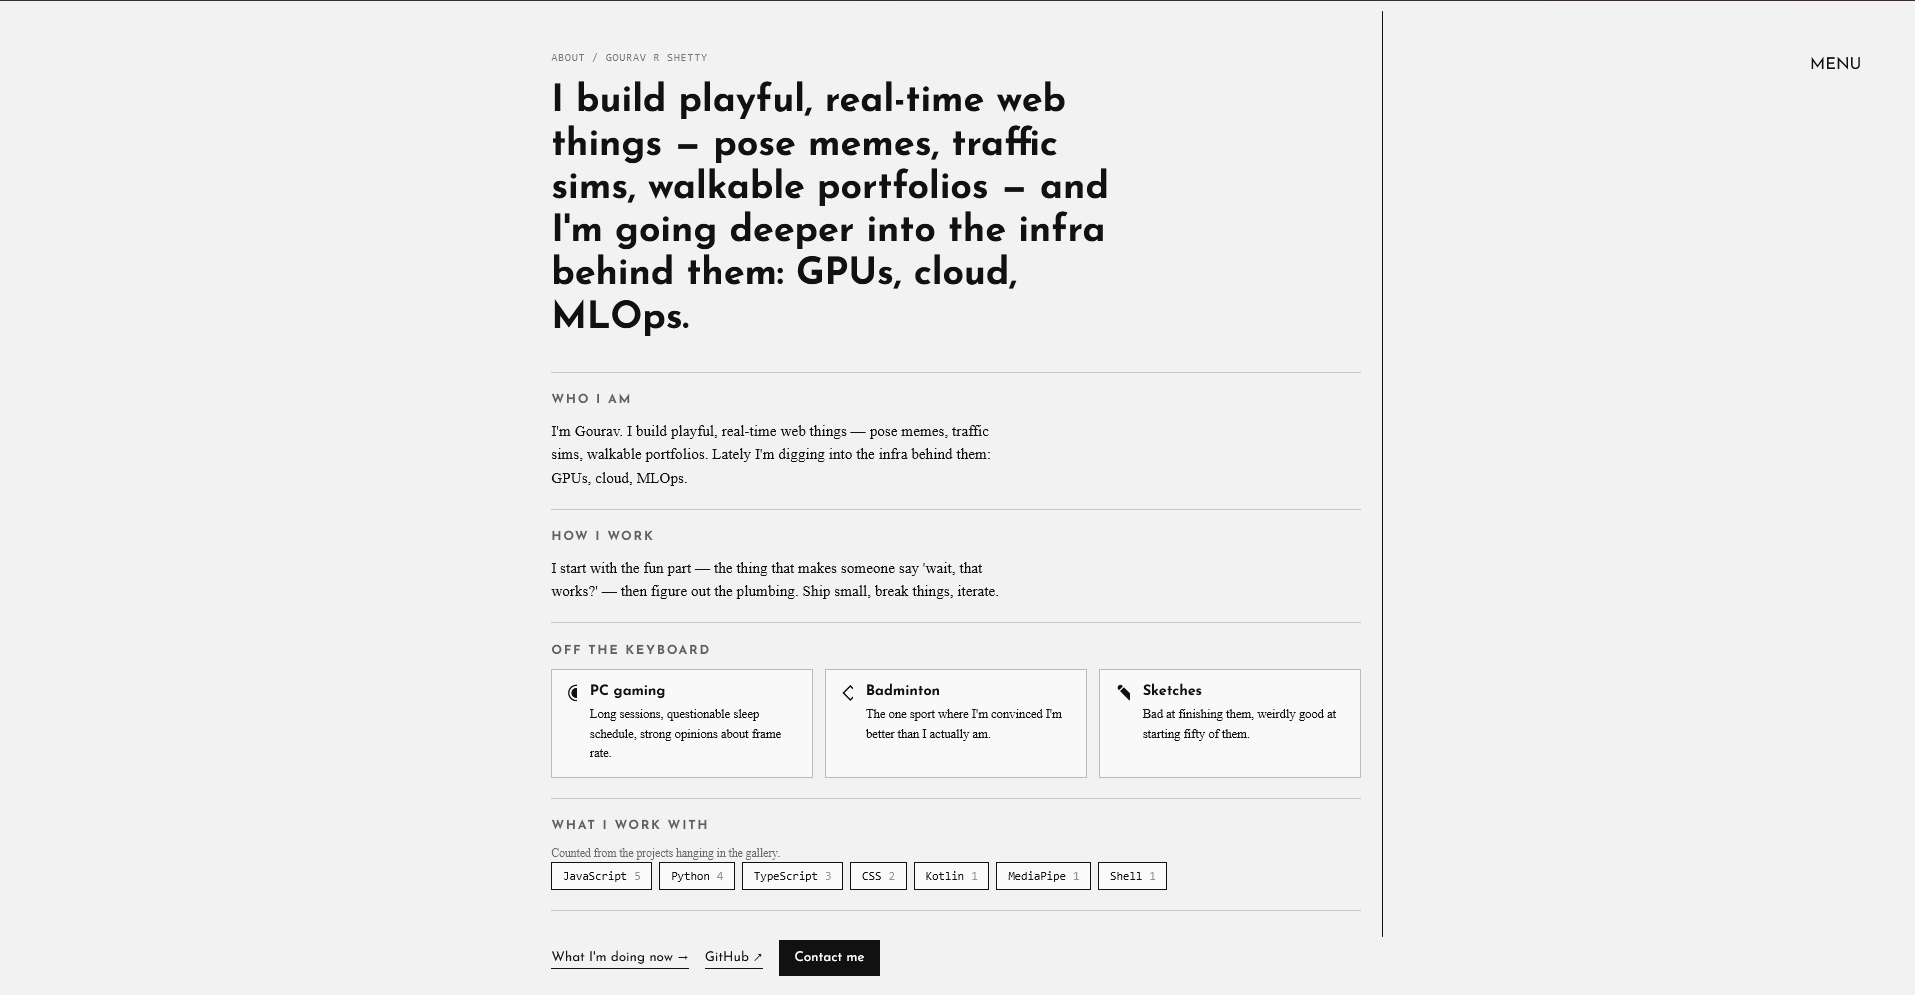 ABOUT / GOURAV R SHETTY
MENU
I build playful, real-time web
things — pose memes, traffic
sims, walkable portfolios — and
I'm going deeper into the infra
behind them: GPUs, cloud,
MLOps.
WHO I AM
I'm Gourav. I build playful, real-time web things — pose memes, traffic
sims, walkable portfolios. Lately I'm digging into the infra behind them:
GPUs, cloud, MLOps.
HOW I WORK
I start with the fun part — the thing that makes someone say 'wait, that
works?' — then figure out the plumbing. Ship small, break things, iterate.
OFF THE KEYBOARD
PC gaming
Long sessions, questionable sleep
schedule, strong opinions about frame
rate.
Badminton
The one sport where I'm convinced I'm
better than I actually am.
Sketches
Bad at finishing them, weirdly good at
starting fifty of them.
WHAT I WORK WITH
Counted from the projects hanging in the gallery.
JavaScript 5 Python 4 TypeScript 3 CSS 2 Kotlin 1 MediaPipe 1 Shell 1
What I'm doing now → GitHub ↗ Contact me